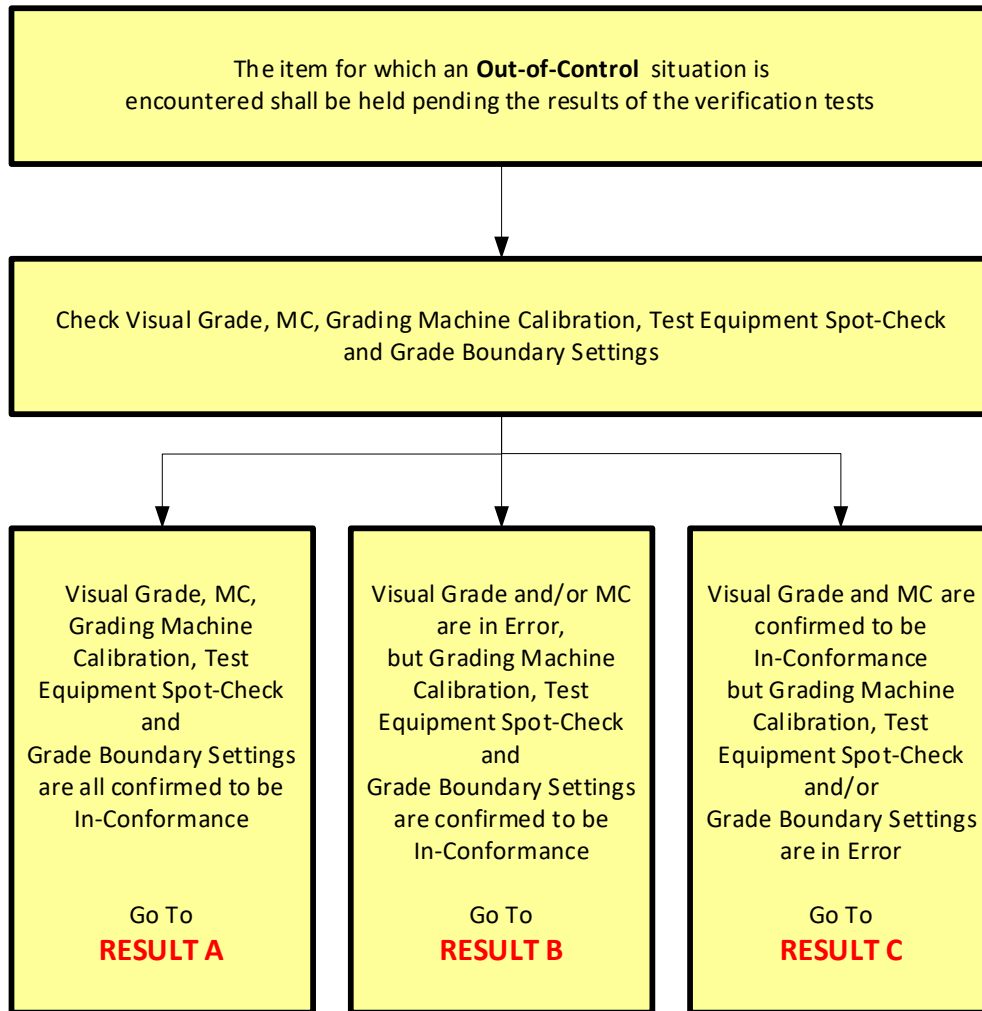 The item for which an Out-of-Control situation is
encountered shall be held pending the results of the verification tests
Check Visual Grade, MC, Grading Machine Calibration, Test Equipment Spot-Check
and Grade Boundary Settings
Visual Grade, MC,
Grading Machine
Calibration, Test
Equipment Spot-Check
and
Grade Boundary Settings
are all confirmed to be
In-Conformance
Go To
RESULT A
Visual Grade and/or MC
are in Error,
but Grading Machine
Calibration, Test
Equipment Spot-Check
and
Grade Boundary Settings
are confirmed to be
In-Conformance
Go To
RESULT B
Visual Grade and MC are
confirmed to be
In-Conformance
but Grading Machine
Calibration, Test
Equipment Spot-Check
and/or
Grade Boundary Settings
are in Error
Go To
RESULT C